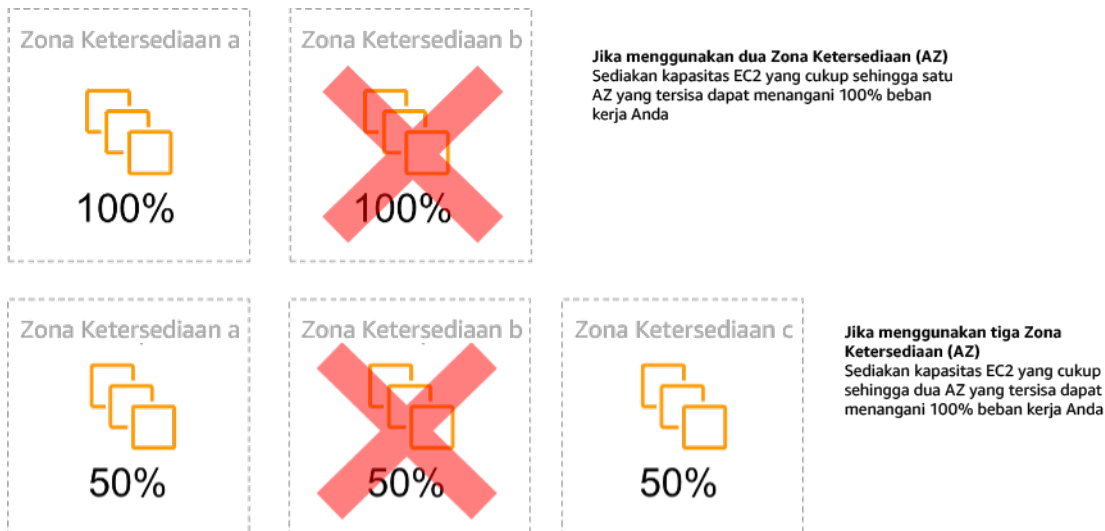 Zona Ketersediaan a
Zona Ketersediaan b
100%
100%
Jika menggunakan dua Zona Ketersediaan (AZ)
Sediakan kapasitas EC2 yang cukup sehingga satu
AZ yang tersisa dapat menangani 100% beban
kerja Anda
Zona Ketersediaan a
Zona Ketersediaan b
Zona Ketersediaan c
50%
50%
50%
Jika menggunakan tiga Zona
Ketersediaan (AZ)
Sediakan kapasitas EC2 yang cukup
sehingga dua AZ yang tersisa dapat
menangani 100% beban kerja Anda